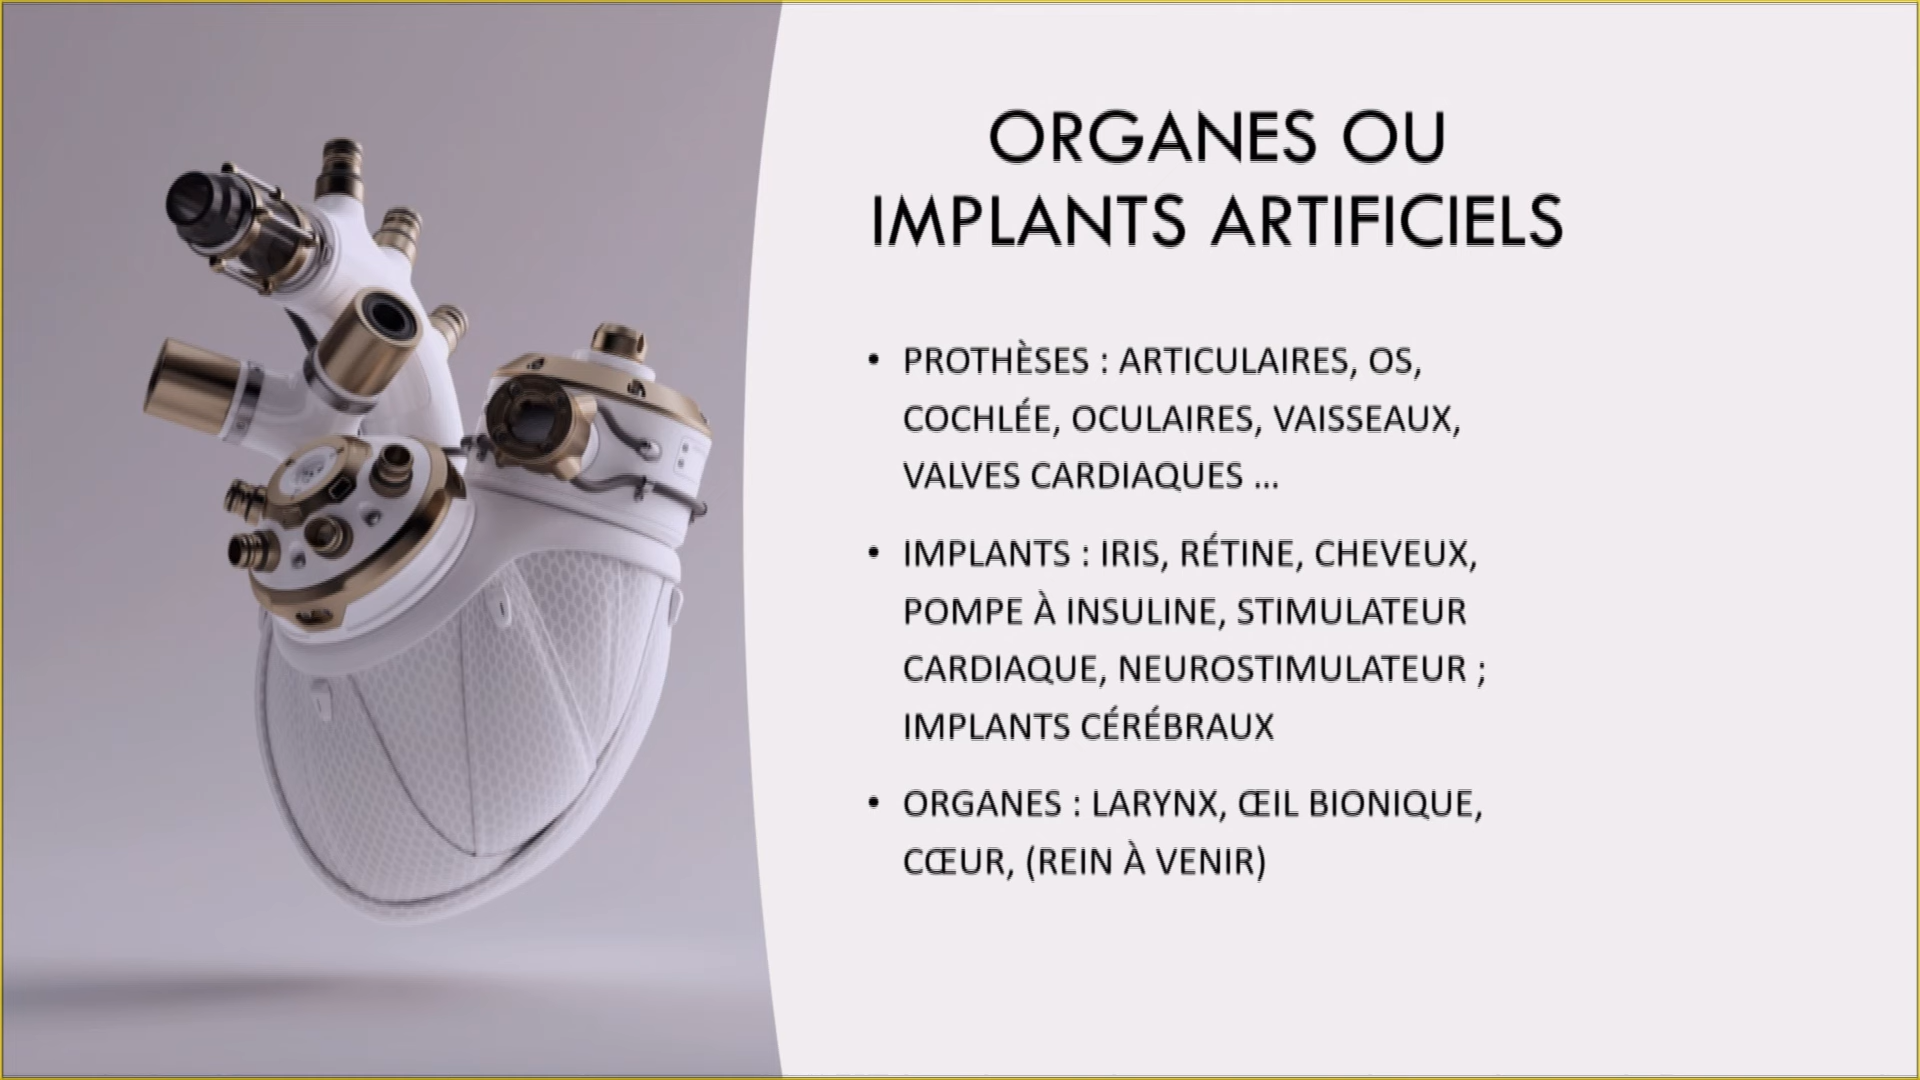 ORGANES OU
IMPLANTS ARTIFICIELS
• PROTHÈSES : ARTICULAIRES, OS,
COCHLÉE, OCULAIRES, VAISSEAUX,
VALVES CARDIAQUES ...
• IMPLANTS : IRIS, RÉTINE, CHEVEUX,
POMPE À INSULINE, STIMULATEUR
CARDIAQUE, NEUROSTIMULATEUR ;
IMPLANTS CÉRÉBRAUX
• ORGANES : LARYNX, ŒIL BIONIQUE,
CŒUR, (REIN À VENIR)